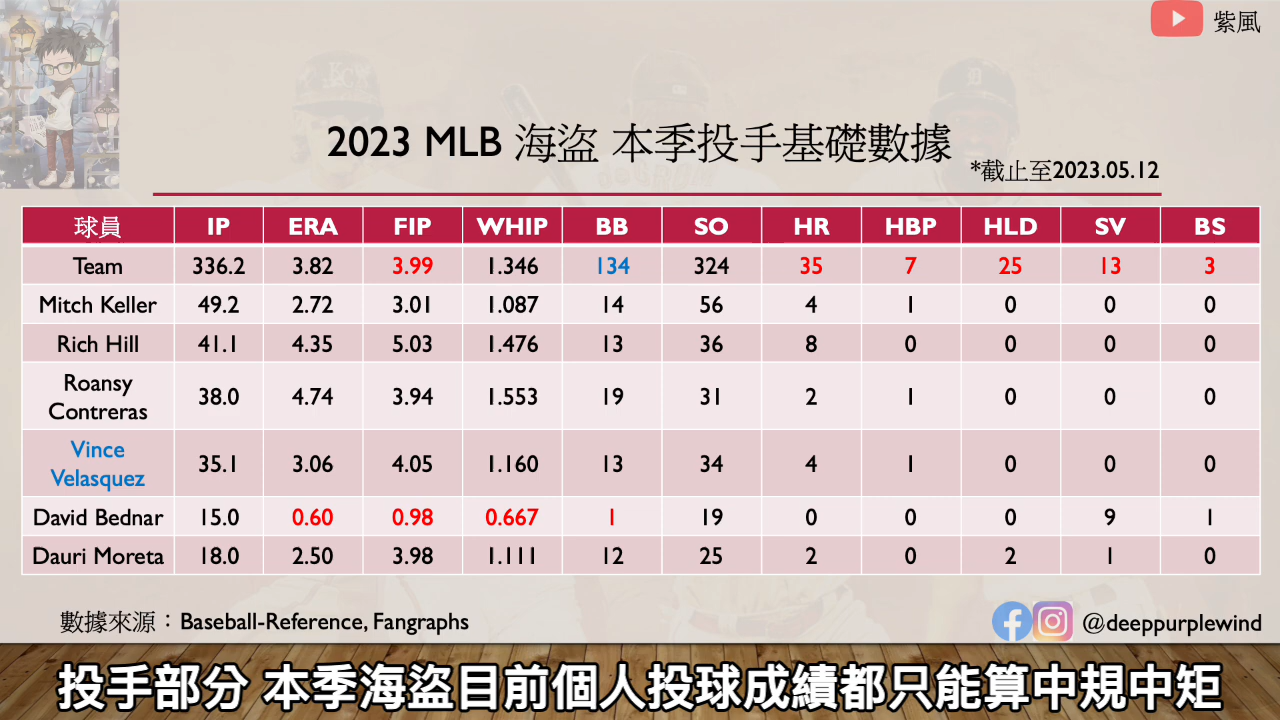 紫風
2023 MLB 海盜 本季投手基礎數據
*截止至2023.05.12
球員 IP ERA FIP WHIP BB SO HR HBP HLD SV BS
Team 336.2 3.82 3.99 1.346 134 324 35 7 25 13 3
Mitch Keller 49.2 2.72 3.01 1.087 14 56 4 1 0 0 0
Rich Hill 41.1 4.35 5.03 1.476 13 36 8 0 0 0 0
Roansy
Contreras 38.0 4.74 3.94 1.553 19 31 2 1 0 0 0
Vince
Velasquez 35.1 3.06 4.05 1.160 13 34 4 1 0 0 0
David Bednar 15.0 0.60 0.98 0.667 1 19 0 0 0 9 1
Dauri Moreta 18.0 2.50 3.98 1.111 12 25 2 0 2 1 0
數據來源：Baseball-Reference, Fangraphs
@deeppurplewind
投手部分 本季海盜目前個人投球成績都只能算中規中矩